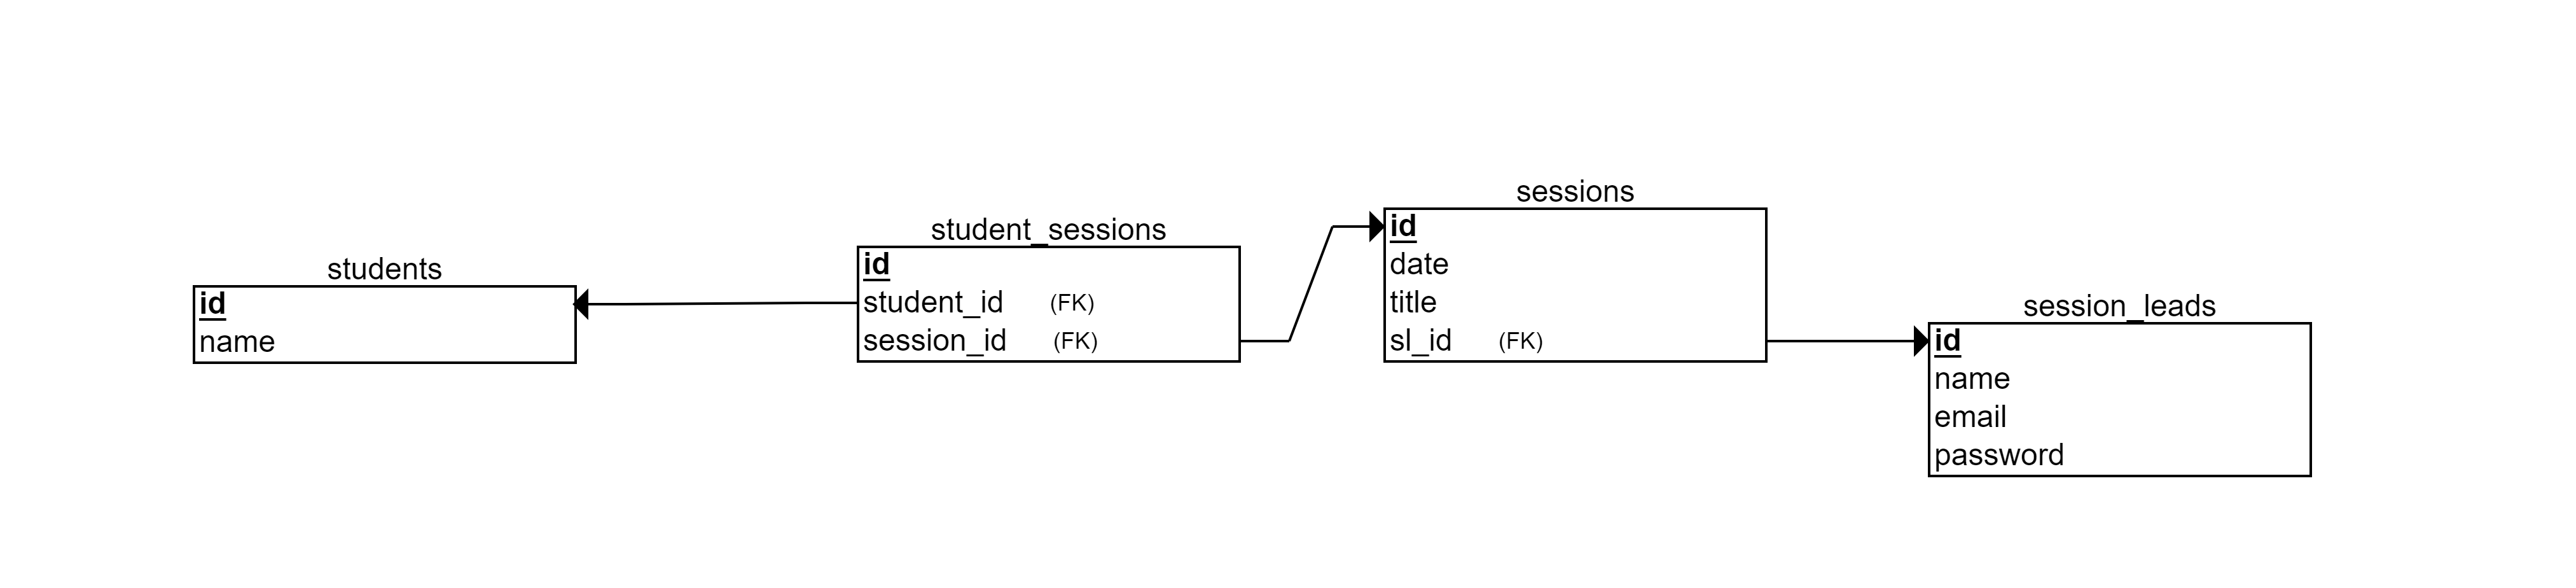 students
id
name
student_sessions
id
student_id (FK)
session_id (FK)
sessions
id
date
title
sl_id (FK)
session_leads
id
name
email
password